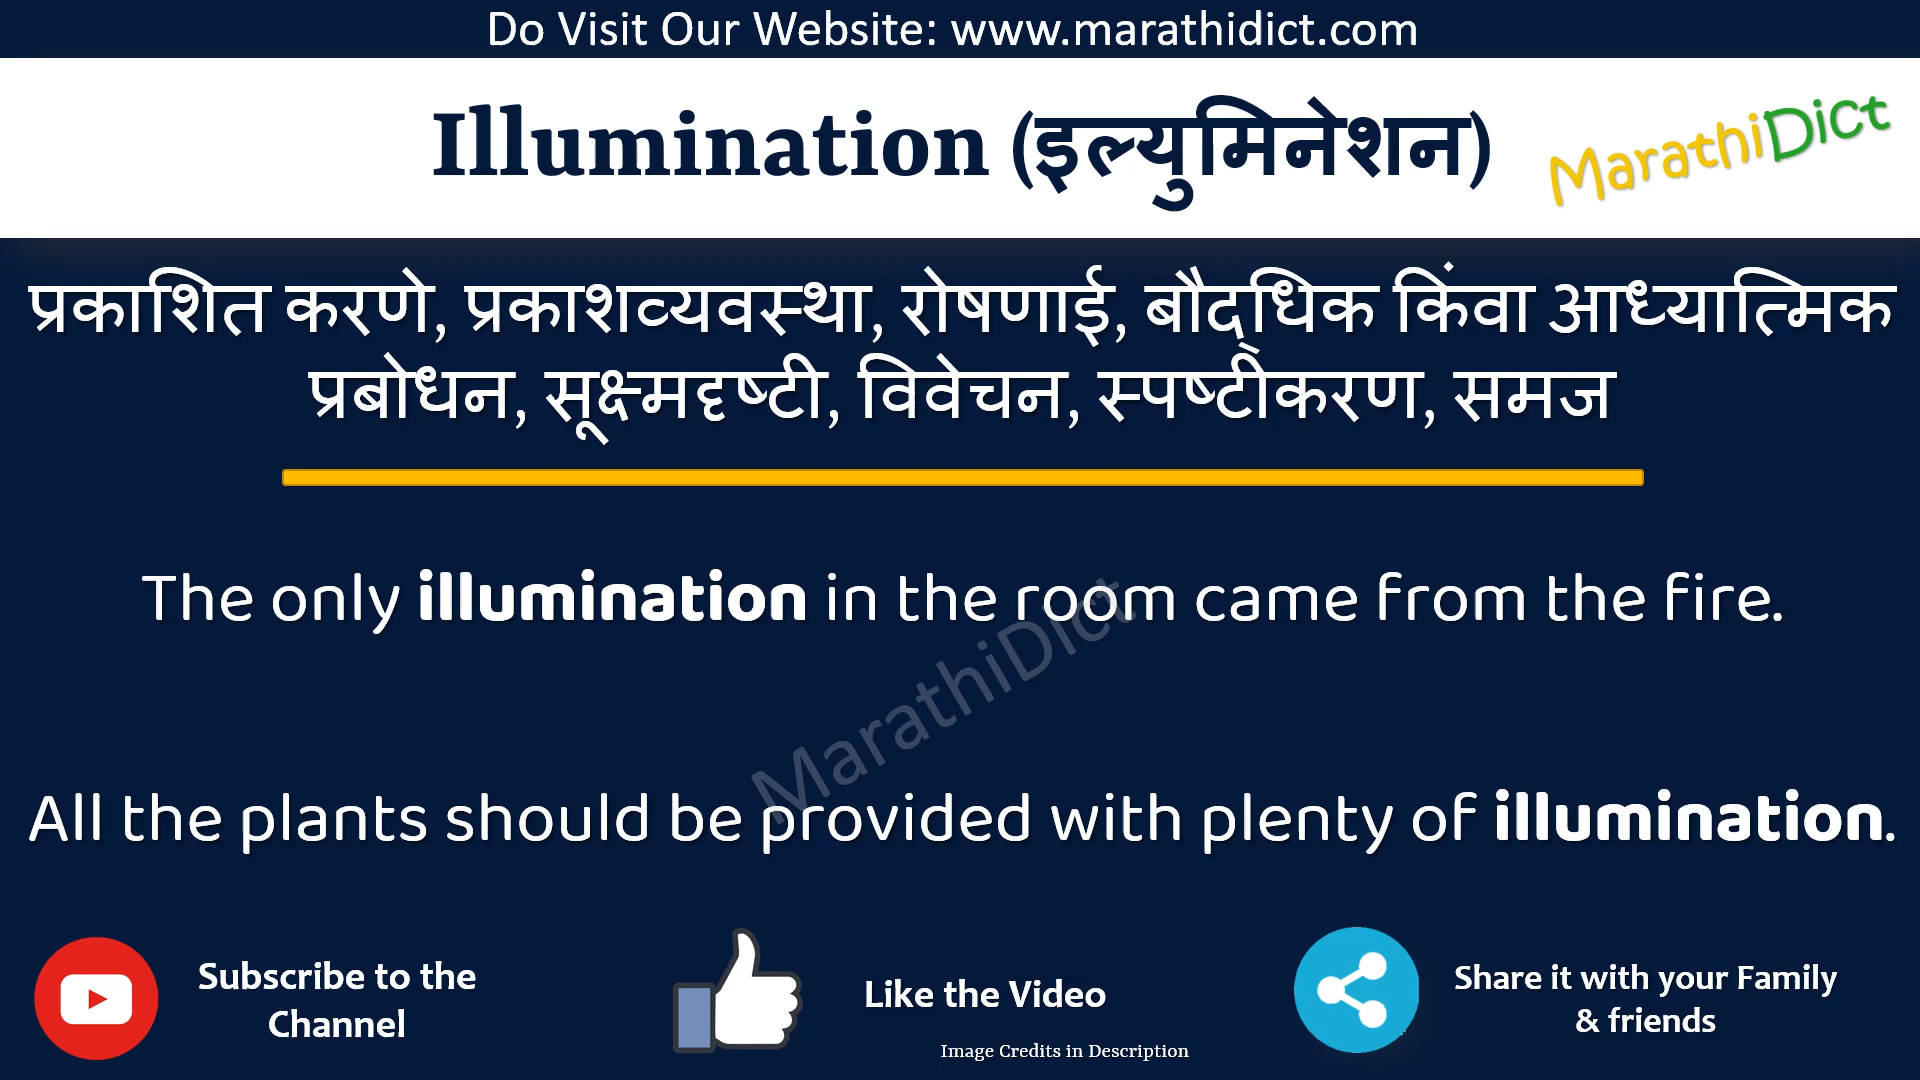 Do Visit Our Website: www.marathidict.com
Illumination (इल्युमिनेशन)
MarathiDict
प्रकाशित करणे, प्रकाशव्यवस्था, रोषणाई, बौद्धिक किंवा आध्यात्मिक
प्रबोधन, सूक्ष्मदृष्टी, विवेचन, स्पष्टीकरण, समज
The only illumination in the room came from the fire.
MarathiDict
All the plants should be provided with plenty of illumination.
Subscribe to the
Channel
Like the Video
Share it with your Family
& friends
Image Credits in Description